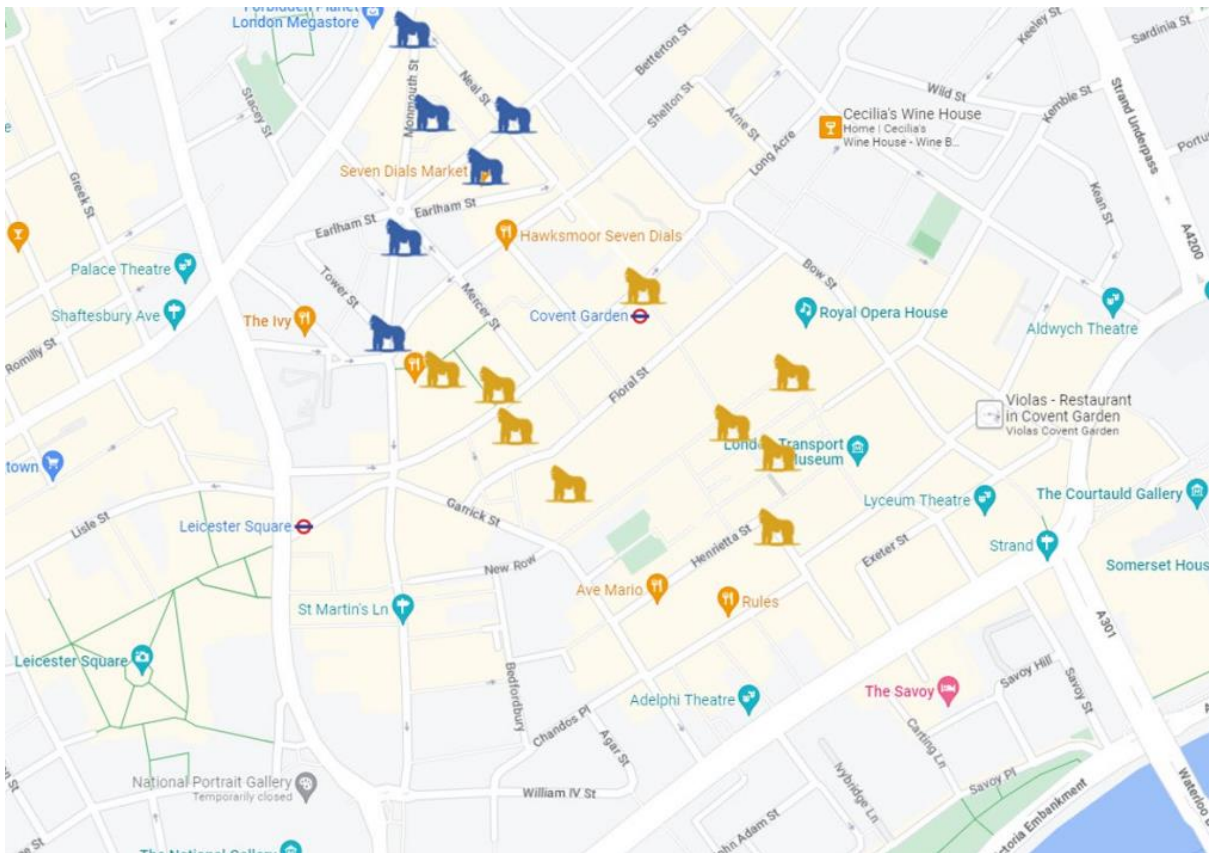 Forbidden Planet
London Megastore
Stacey St
Monmouth St
Neal St
Betterton St
Shelton St
Arne St
Long Acre
Keeley St
Sardinia St
Wild St
Kemble St
Strand Underpass
Cecilia's Wine House
Home | Cecilia's
Wine House - Wine B...
Kean St
A4200
Greek St
Seven Dials Market
Earlham St
Earlham St
Hawksmoor Seven Dials
Palace Theatre
Shaftesbury Ave
Tower St
Mercer St
The Ivy
Romilly St
Covent Garden
Bow St
Royal Opera House
Aldwych Theatre
Floral St
Violas - Restaurant
in Covent Garden
Violas Covent Garden
London Transport
Museum
town
Lisle St
Leicester Square
Garrick St
Lyceum Theatre
The Courtauld Gallery
Henrietta St
Exeter St
Strand
Somerset Hous
New Row
Ave Mario
Rules
St Martin's Ln
A301
Leicester Square
Bedfordbury
Adelphi Theatre
The Savoy
Savoy Hill
Savoy St
Chandos Pl
Agar St
Carting Ln
National Portrait Gallery
Temporarily closed
William IV St
Ivybridge Ln
Savoy Pl
Waterloo B
John Adam St
ictoria Embankment
The National Gallery